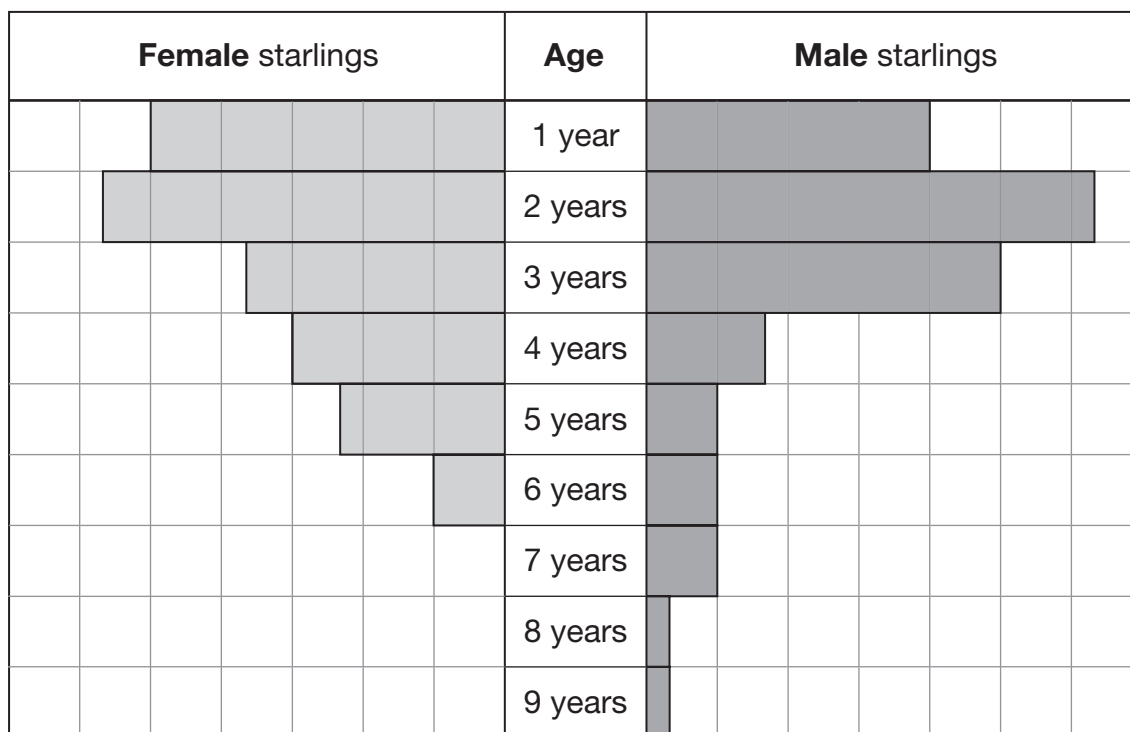 Female starlings
Age
Male starlings
1 year
2 years
3 years
4 years
5 years
6 years
7 years
8 years
9 years